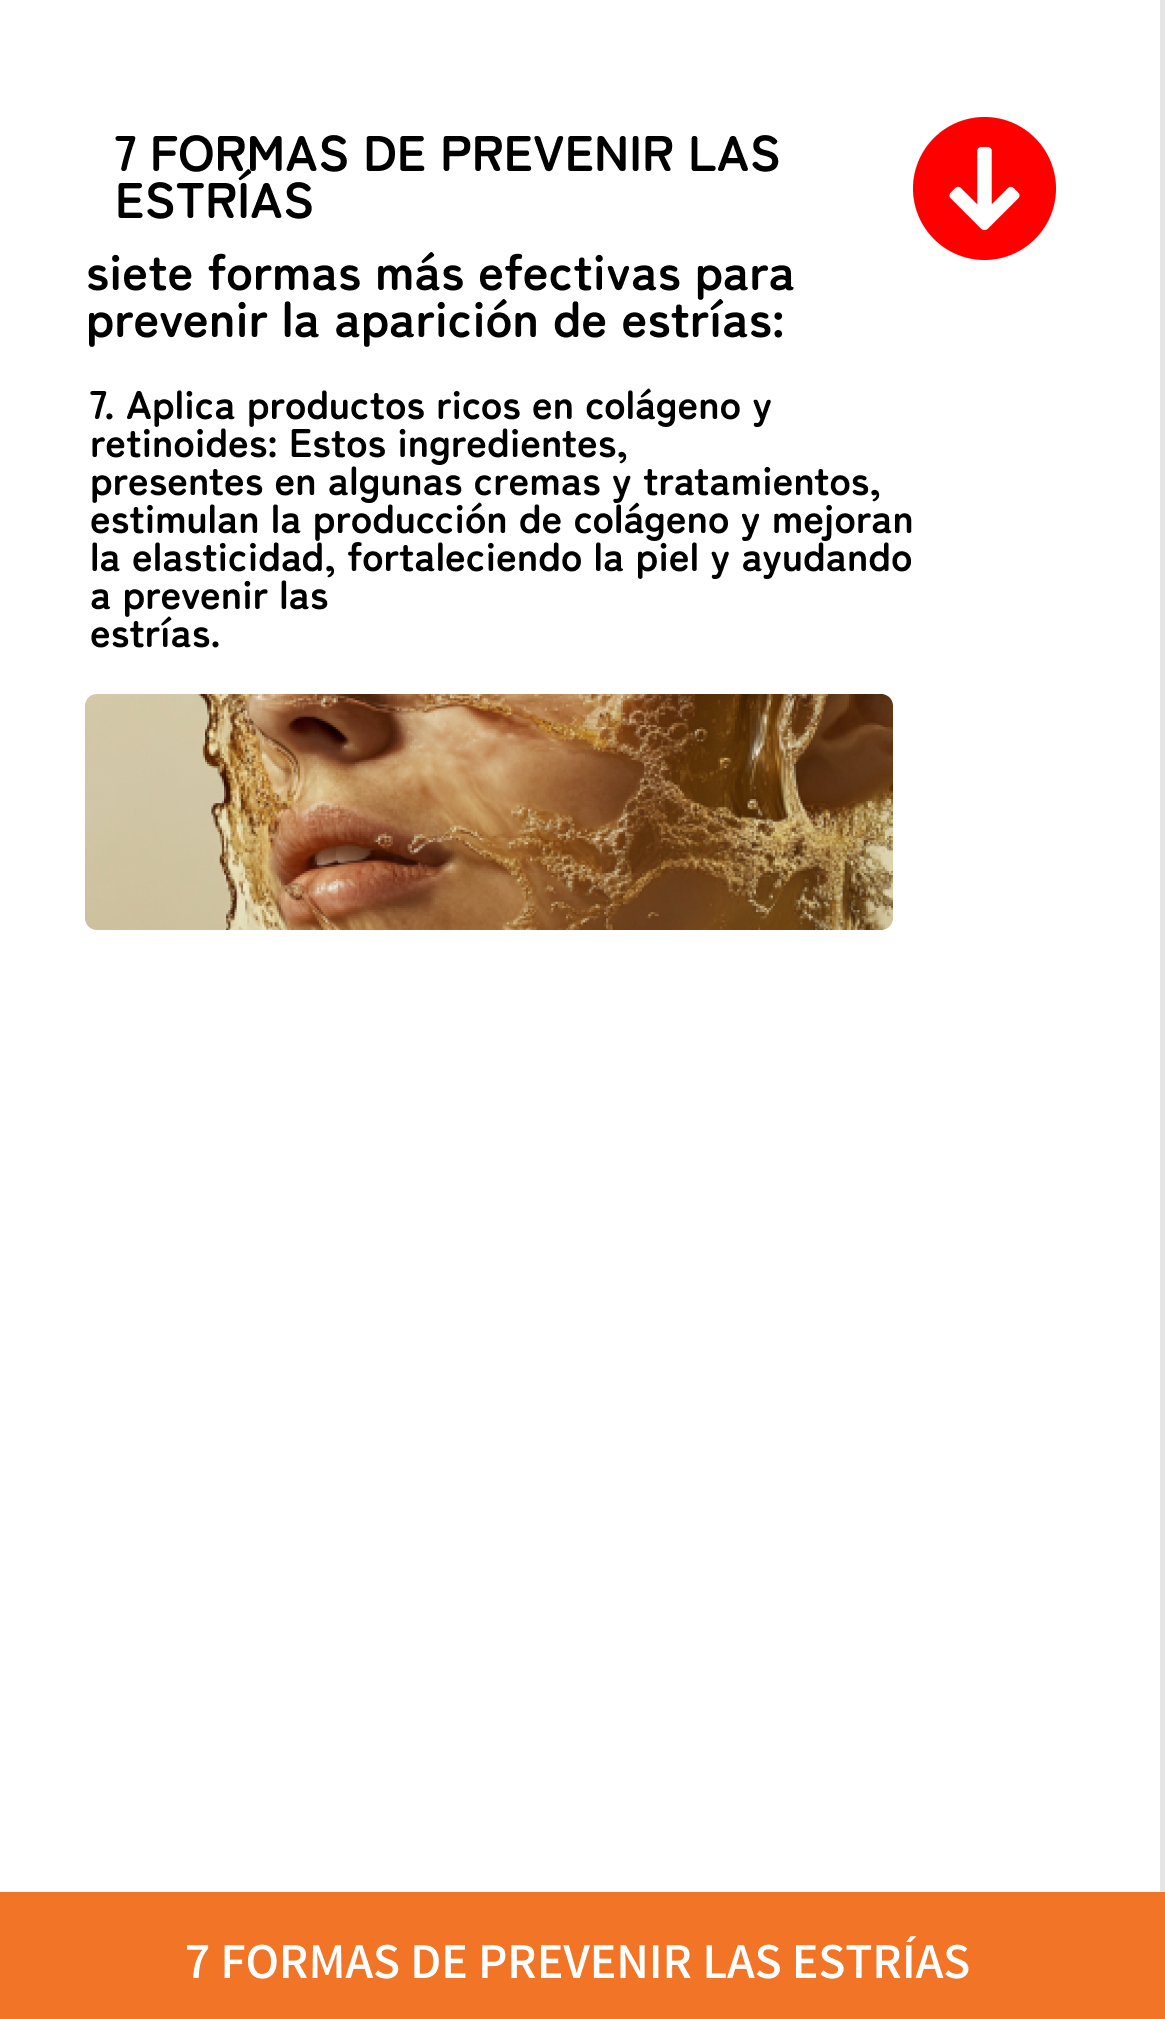 7 FORMAS DE PREVENIR LAS
ESTRÍAS
siete formas más efectivas para
prevenir la aparición de estrías:
7. Aplica productos ricos en colágeno y
retinoides: Estos ingredientes,
presentes en algunas cremas y tratamientos,
estimulan la producción de colágeno y mejoran
la elasticidad, fortaleciendo la piel y ayudando
a prevenir las
estrías.
7 FORMAS DE PREVENIR LAS ESTRÍAS